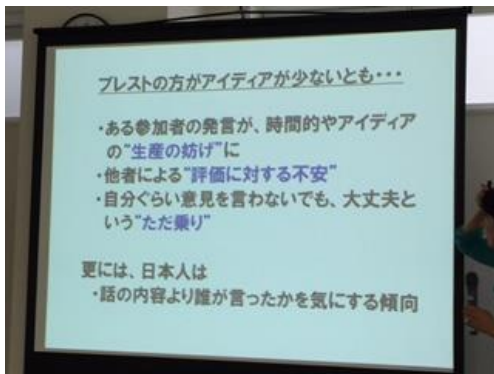 ブレストの方がアイディアが少ないとも・・・
・ある参加者の発言が、時間的やアイディア
の"生産の妨げ"に
・他者による"評価に対する不安"
・自分ぐらい意見を言わないでも、大丈夫と
いう"ただ乗り"
更には、日本人は
・話の内容より誰が言ったかを気にする傾向